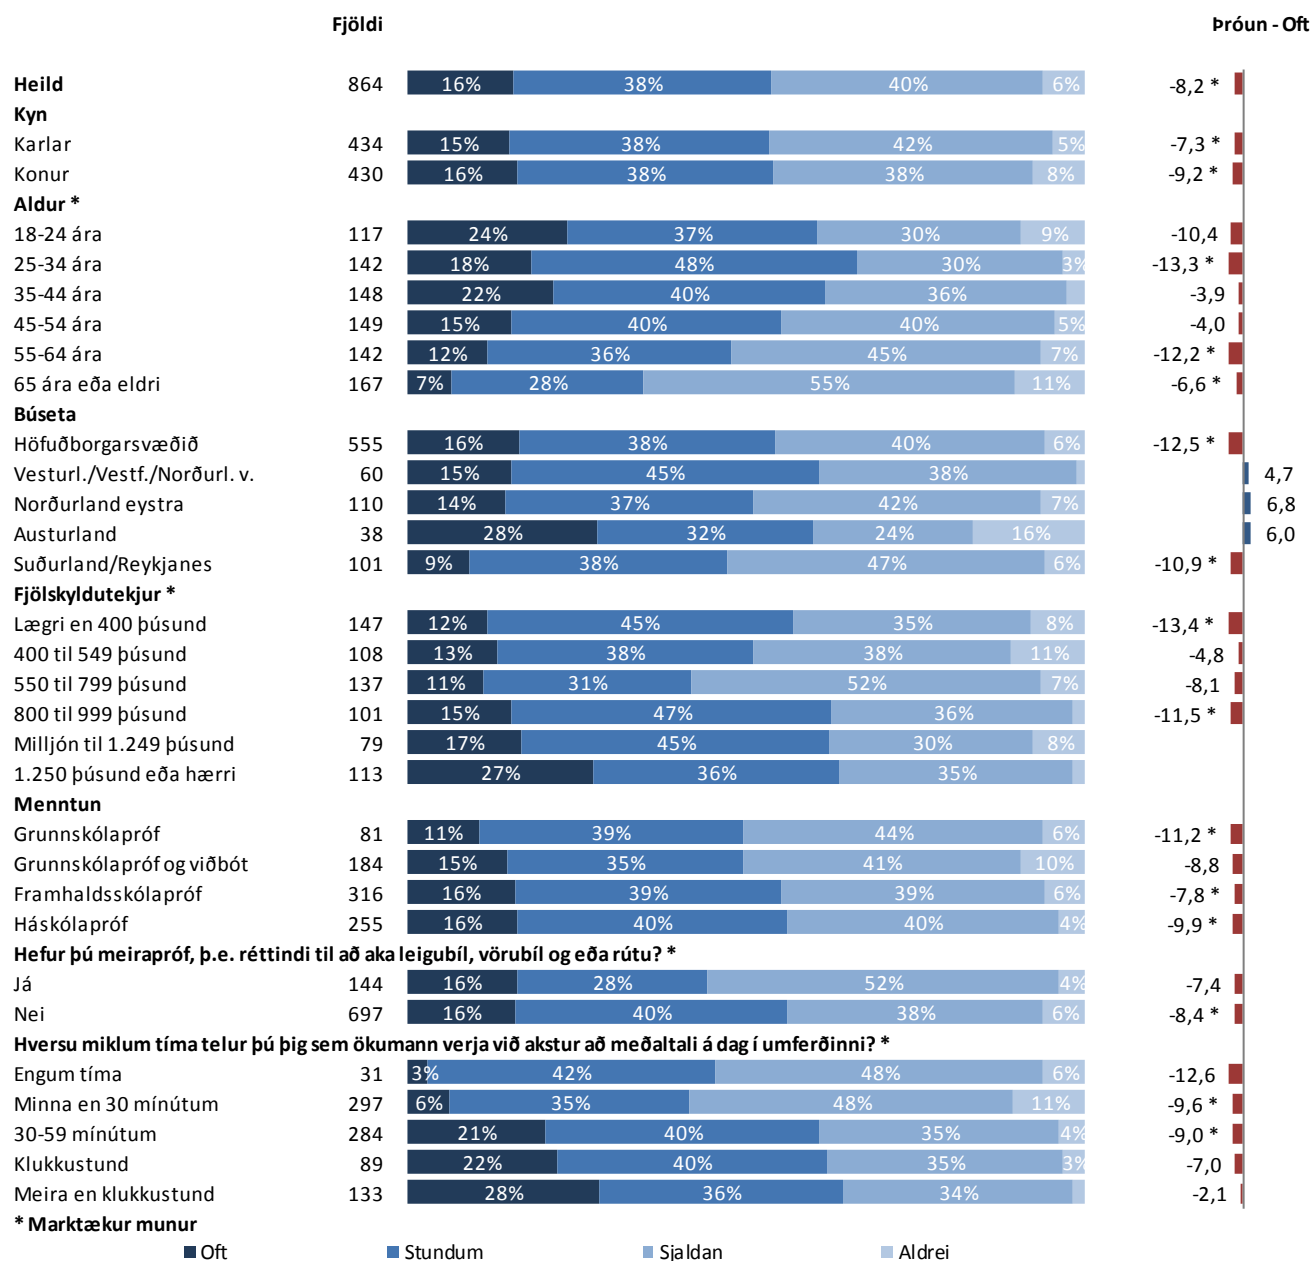 Fjöldi Þróun - Oft
Heild 864 16% 38% 40% 6% -8,2 *
Kyn
Karlar 434 15% 38% 42% 5% -7,3 *
Konur 430 16% 38% 38% 8% -9,2 *
Aldur *
18-24 ára 117 24% 37% 30% 9% -10,4
25-34 ára 142 18% 48% 30% 3% -13,3 *
35-44 ára 148 22% 40% 36% -3,9
45-54 ára 149 15% 40% 40% 5% -4,0
55-64 ára 142 12% 36% 45% 7% -12,2 *
65 ára eða eldri 167 7% 28% 55% 11% -6,6 *
Búseta
Höfuðborgarsvæðið 555 16% 38% 40% 6% -12,5 *
Vesturl./Vestf./Norðurl. v. 60 15% 45% 38% 4,7
Norðurland eystra 110 14% 37% 42% 7% 6,8
Austurland 38 28% 32% 24% 16% 6,0
Suðurland/Reykjanes 101 9% 38% 47% 6% -10,9 *
Fjölskyldutekjur *
Lægri en 400 þúsund 147 12% 45% 35% 8% -13,4 *
400 til 549 þúsund 108 13% 38% 38% 11% -4,8
550 til 799 þúsund 137 11% 31% 52% 7% -8,1
800 til 999 þúsund 101 15% 47% 36% -11,5 *
Milljón til 1.249 þúsund 79 17% 45% 30% 8%
1.250 þúsund eða hærri 113 27% 36% 35%
Menntun
Grunnskólapróf 81 11% 39% 44% 6% -11,2 *
Grunnskólapróf og viðbót 184 15% 35% 41% 10% -8,8
Framhaldsskólapróf 316 16% 39% 39% 6% -7,8 *
Háskólapróf 255 16% 40% 40% 4% -9,9 *
Hefur þú meirapróf, þ.e. réttindi til að aka leigubíl, vörubíl og eða rútu? *
Já 144 16% 28% 52% 4% -7,4
Nei 697 16% 40% 38% 6% -8,4 *
Hversu miklum tíma telur þú þig sem ökumann verja við akstur að meðaltali á dag í umferðinni? *
Engum tíma 31 3% 42% 48% 6% -12,6
Minna en 30 mínútum 297 6% 35% 48% 11% -9,6 *
30-59 mínútum 284 21% 40% 35% 4% -9,0 *
Klukkustund 89 22% 40% 35% 3% -7,0
Meira en klukkustund 133 28% 36% 34% -2,1
* Marktækur munur
Oft Stundum Sjaldan Aldrei